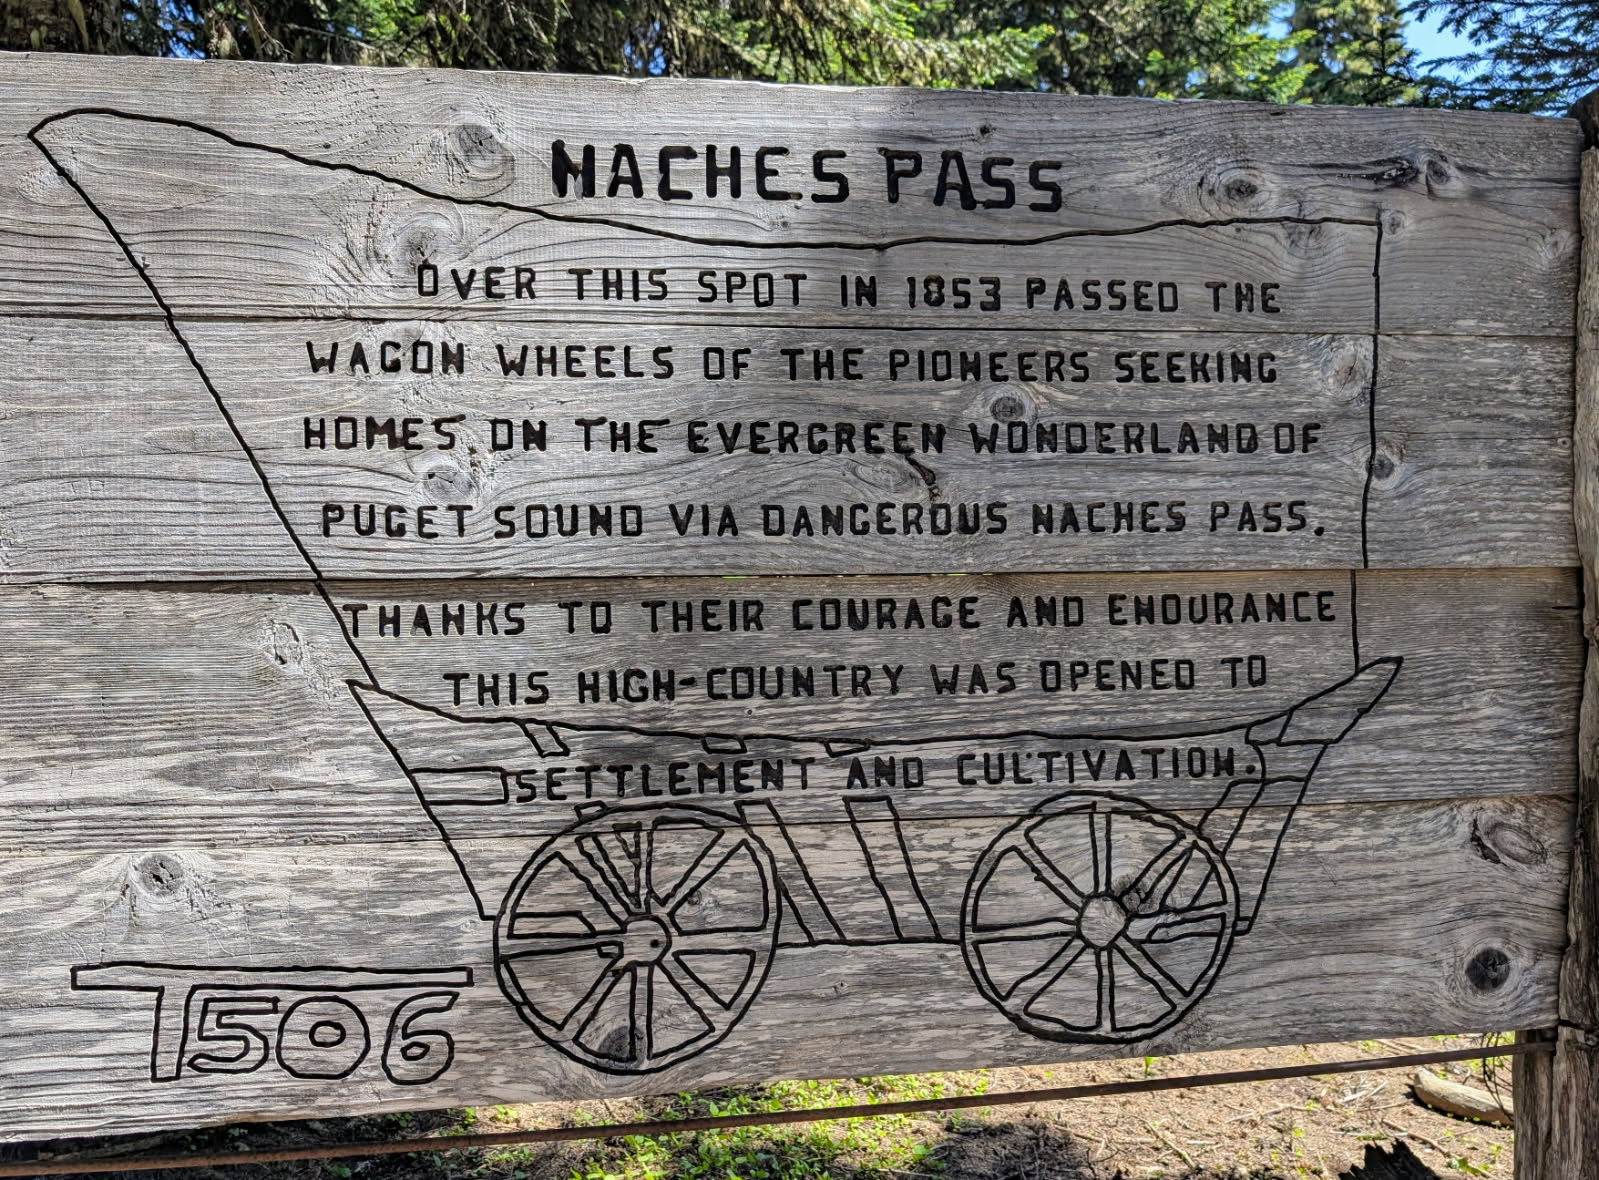 NACHES PASS
OVER THIS SPOT IN 1853 PASSED THE
WAGON WHEELS OF THE PIONEERS SEEKING
HOMES ON THE EVERGREEN WONDERLAND OF
PUGET SOUND VIA DANGEROUS NACHES PASS.
THANKS TO THEIR COURAGE AND ENDURANCE
THIS HIGH-COUNTRY WAS OPENED TO
SETTLEMENT AND CULTIVATION.
T506